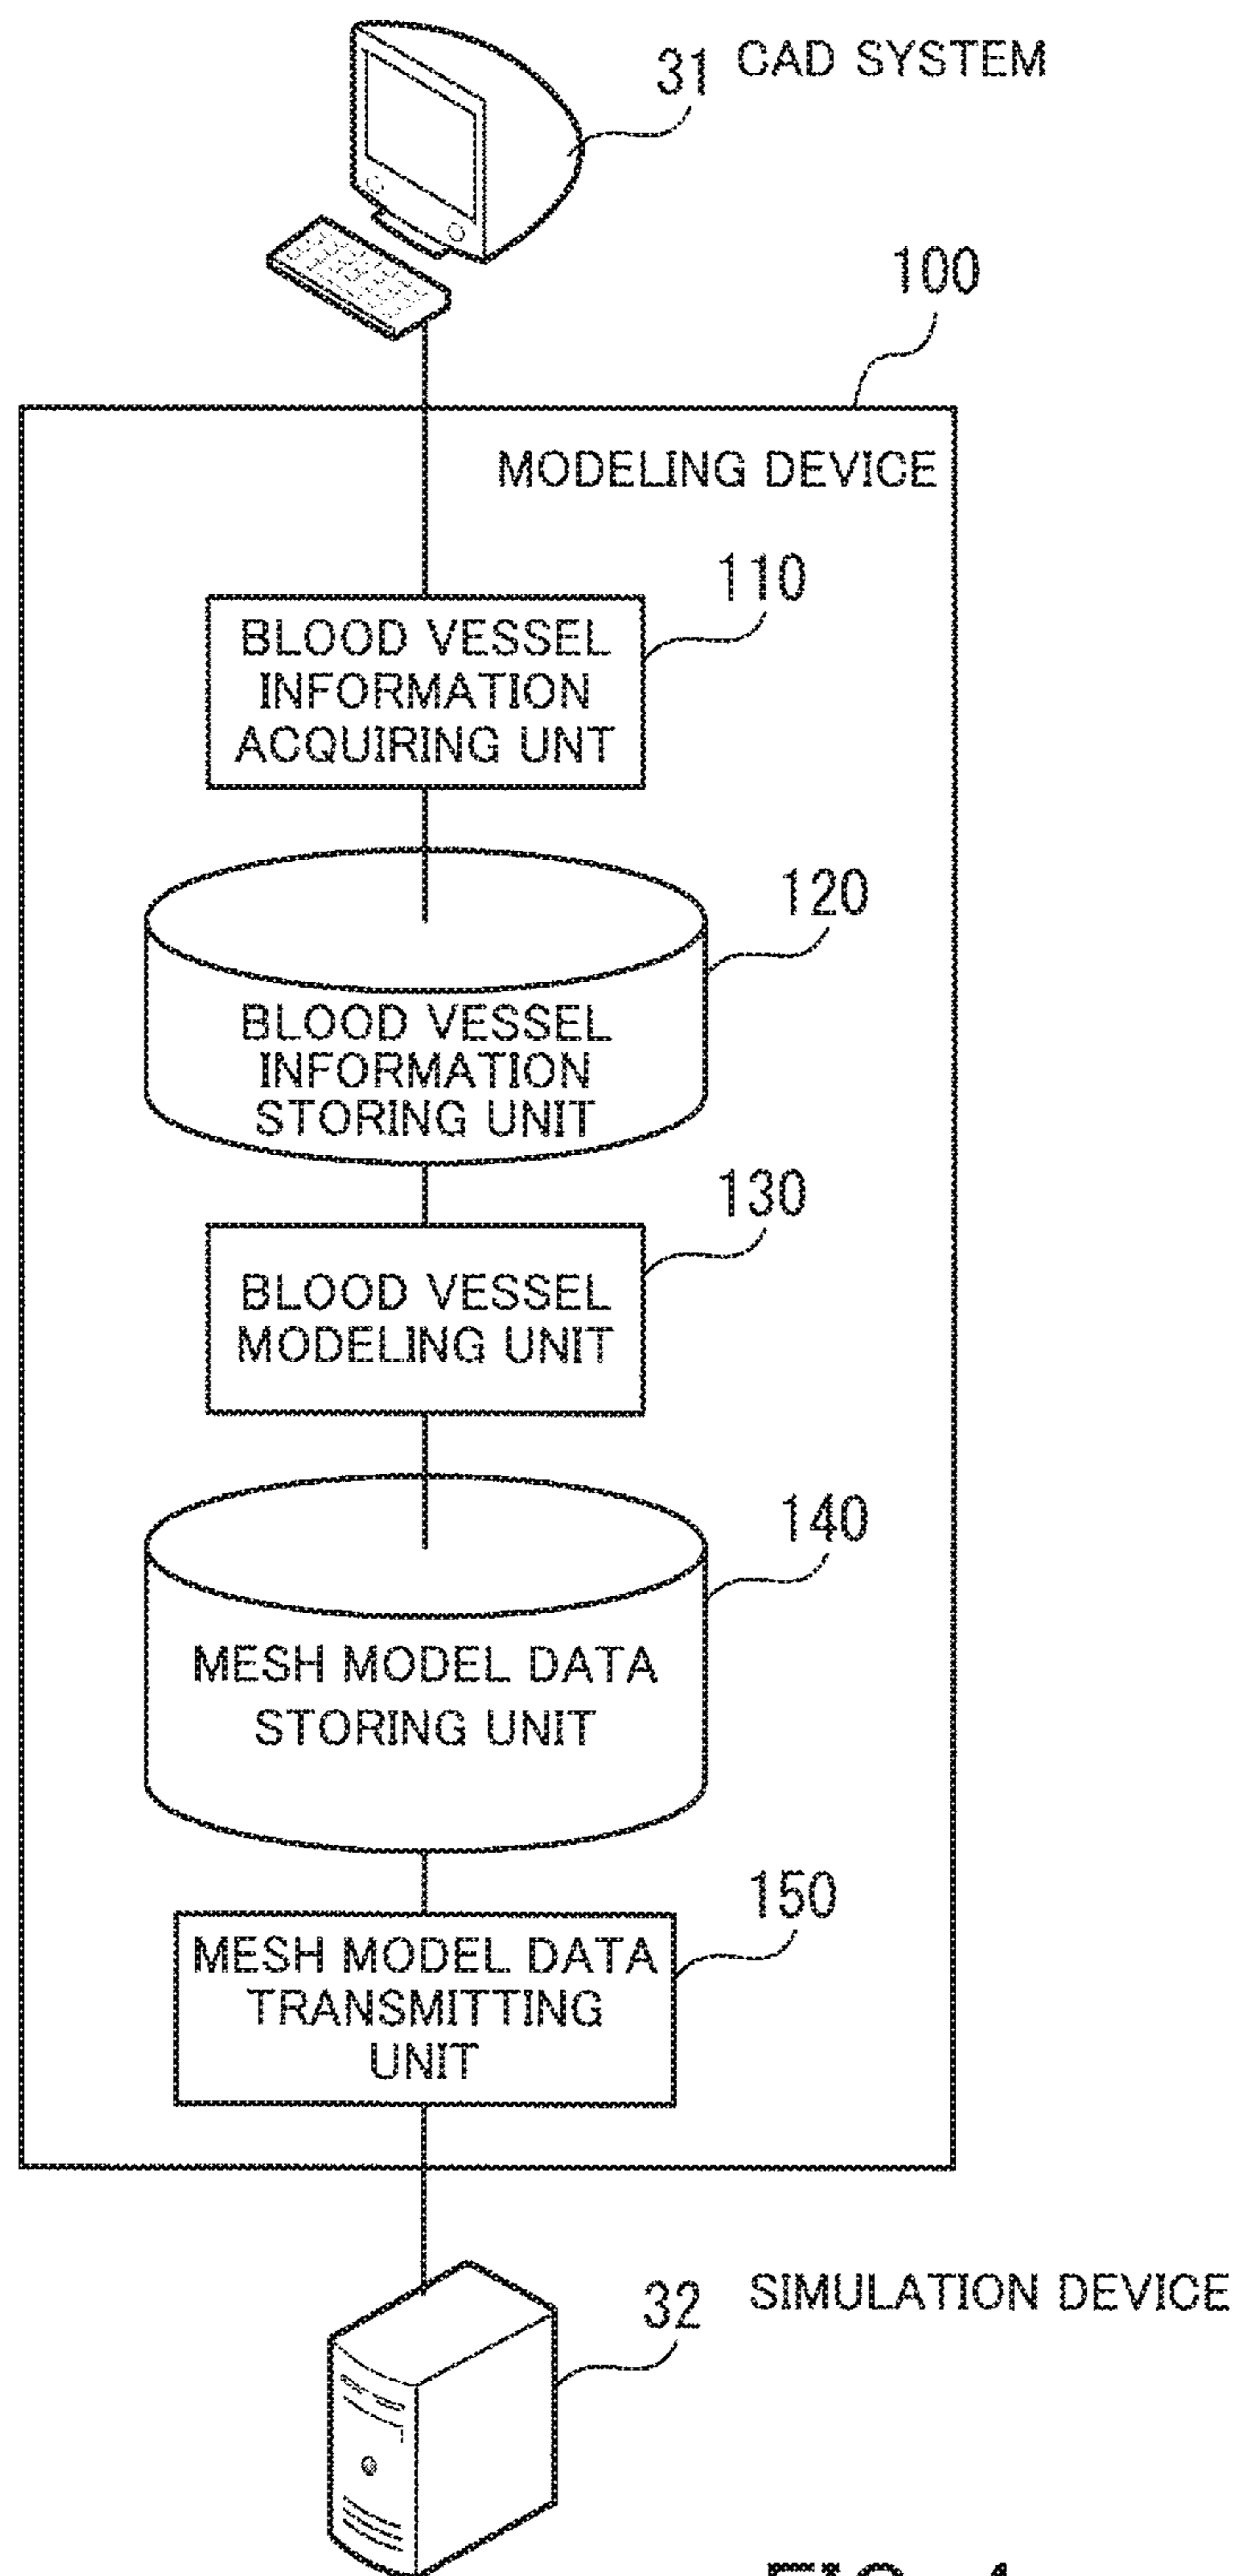 31 CAD SYSTEM
100
MODELING DEVICE
110
BLOOD VESSEL
INFORMATION
ACQUIRING UNT
120
BLOOD VESSEL
INFORMATION
STORING UNIT
130
BLOOD VESSEL
MODELING UNIT
140
MESH MODEL DATA
STORING UNIT
150
MESH MODEL DATA
TRANSMITTING
UNIT
32 SIMULATION DEVICE